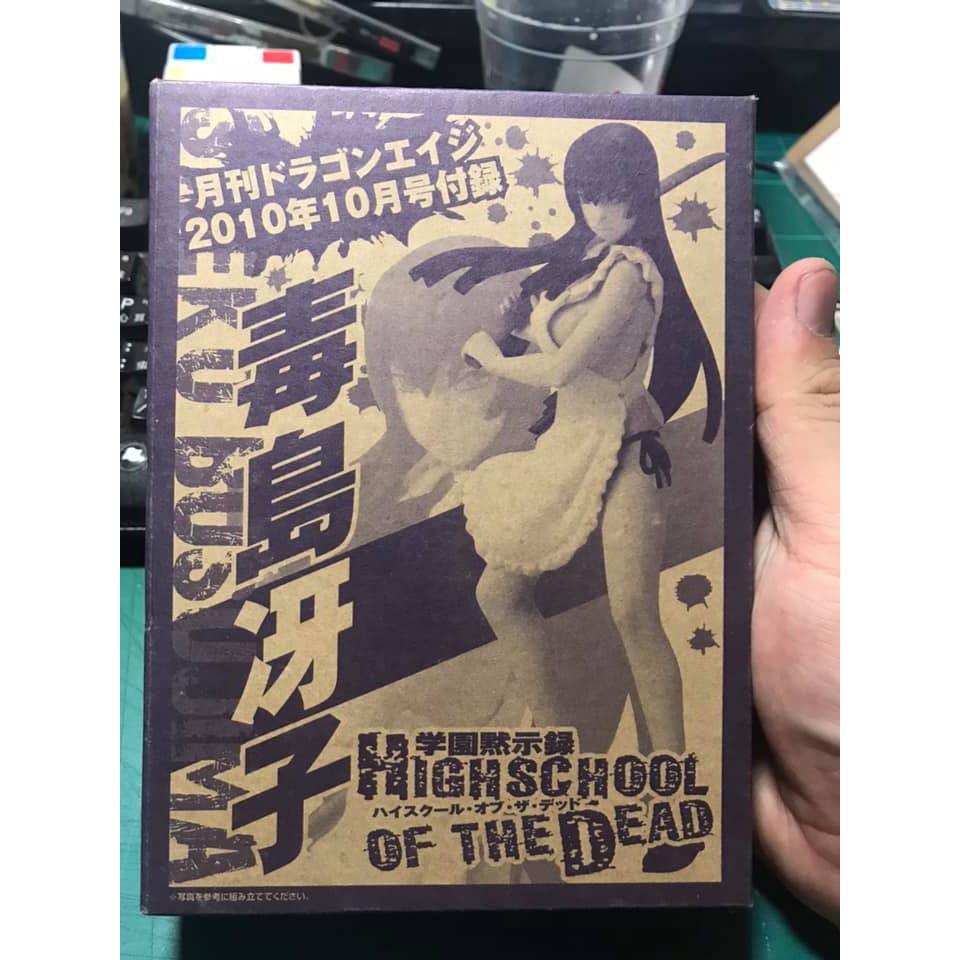 月刊ドラゴンエイジ
2010年10月号付録
毒島冴子
BUSUJIMA
学園黙示録
HIGHSCHOOL
ハイスクール・オブ・ザ・デッド
OF THE DEAD
※写真を参考に組み立ててください。